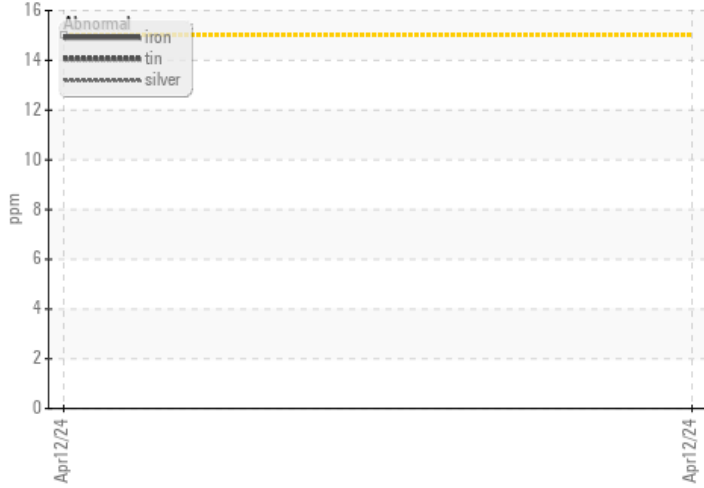 16
14
12
10
8
6
4
2
0
ppm
Abnormal
iron
tin
silver
Apr12/24
Apr12/24